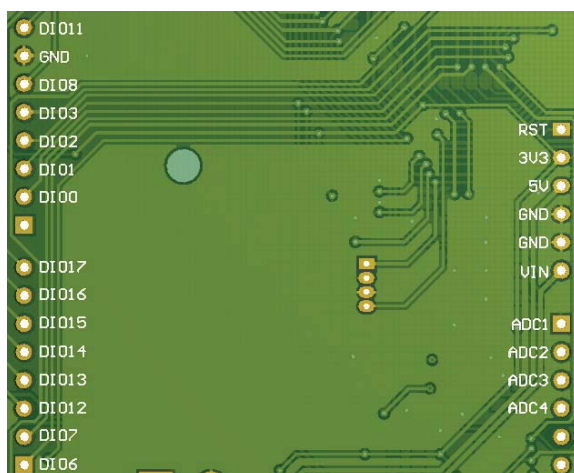 DIO11
GND
DIO8
DIO3
DIO2
DIO1
DIO0
DIO17
DIO16
DIO15
DIO14
DIO13
DIO12
DIO7
DIO6
RST
3V3
5V
GND
GND
VIN
ADC1
ADC2
ADC3
ADC4